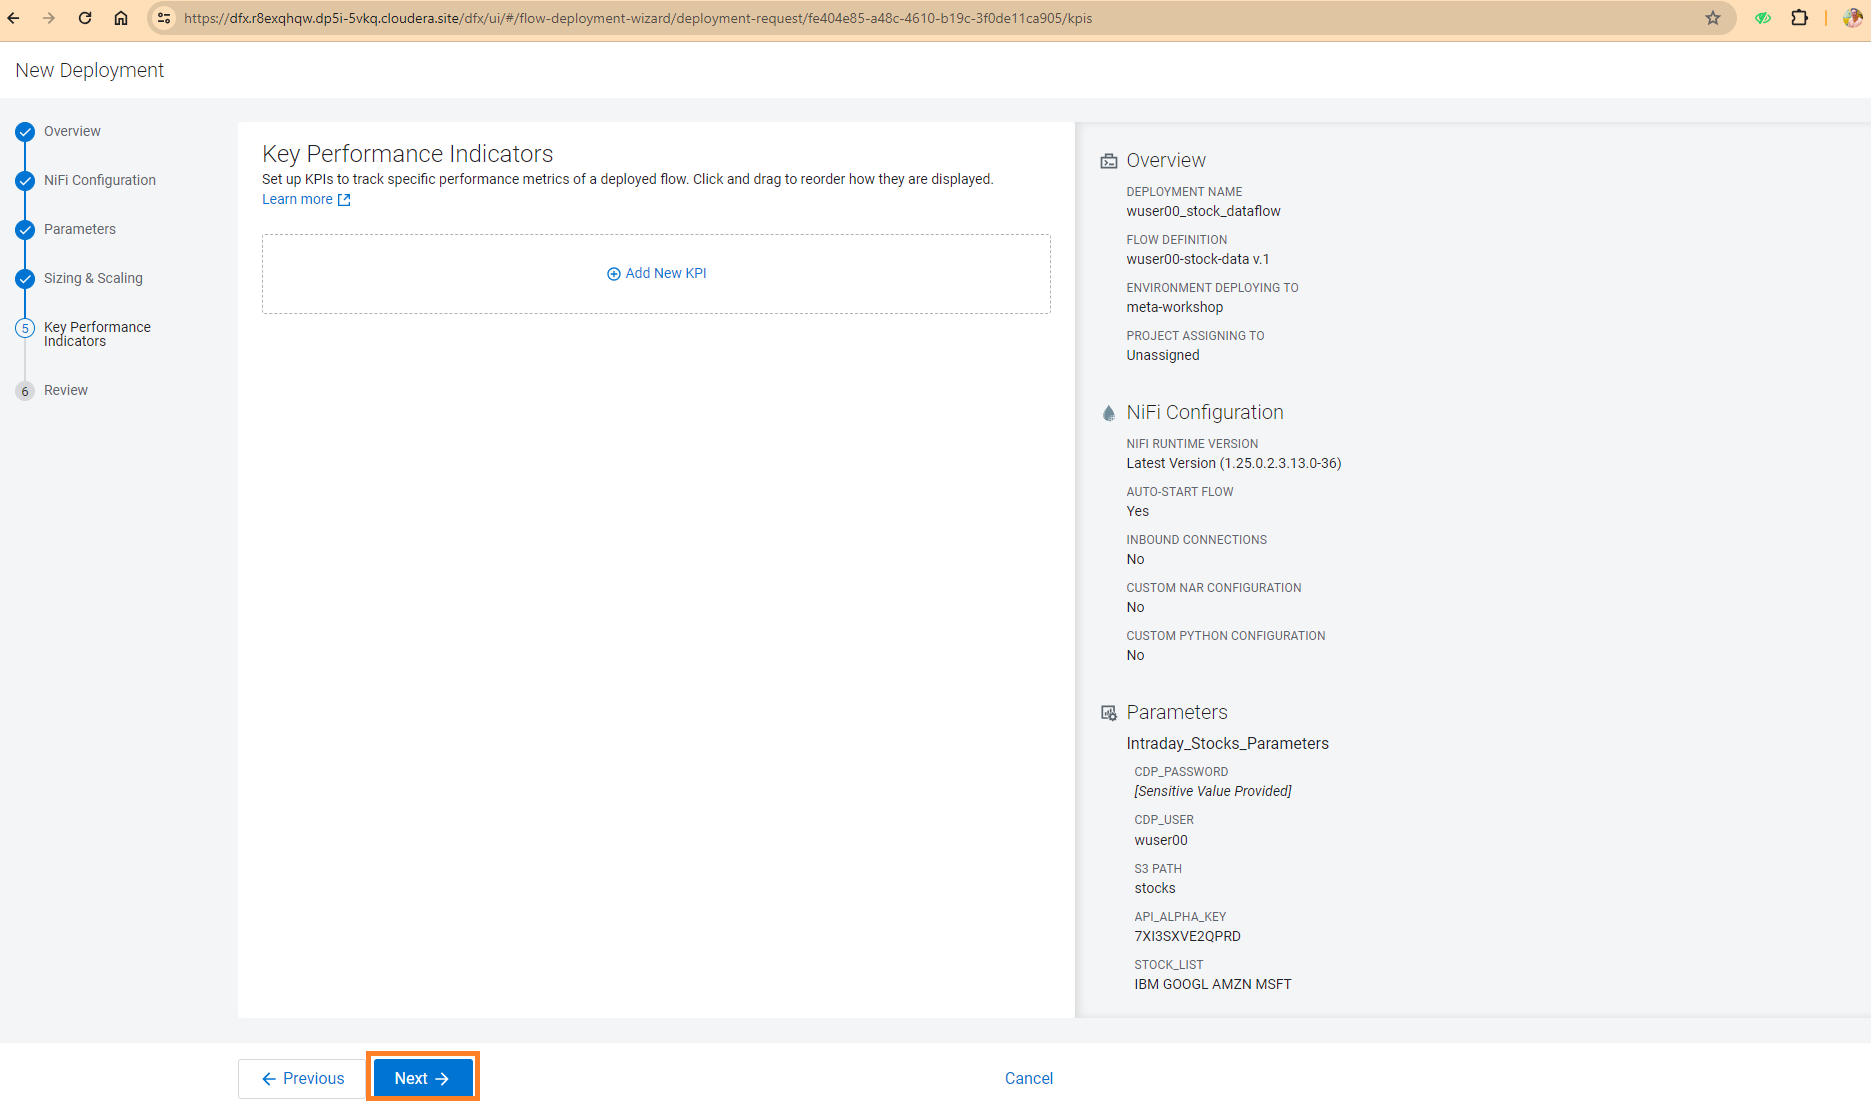 https://dfx.r8exqhqw.dp5i-5vkq.cloudera.site/dfx/ui/#/flow-deployment-wizard/deployment-request/fe404e85-a48c-4610-b19c-3f0de11ca905/kpis
New Deployment
Overview
NiFi Configuration
Parameters
Sizing & Scaling
5 Key Performance
Indicators
6 Review
Key Performance Indicators
Set up KPIs to track specific performance metrics of a deployed flow. Click and drag to reorder how they are displayed.
Learn more
Add New KPI
Overview
DEPLOYMENT NAME
wuser00_stock_dataflow
FLOW DEFINITION
wuser00-stock-data v.1
ENVIRONMENT DEPLOYING TO
meta-workshop
PROJECT ASSIGNING TO
Unassigned
NiFi Configuration
NIFI RUNTIME VERSION
Latest Version (1.25.0.2.3.13.0-36)
AUTO-START FLOW
Yes
INBOUND CONNECTIONS
No
CUSTOM NAR CONFIGURATION
No
CUSTOM PYTHON CONFIGURATION
No
Parameters
Intraday_Stocks_Parameters
CDP_PASSWORD
[Sensitive Value Provided]
CDP_USER
wuser00
S3 PATH
stocks
API_ALPHA_KEY
7XI3SXVE2QPRD
STOCK_LIST
IBM GOOGL AMZN MSFT
Previous
Next
Cancel